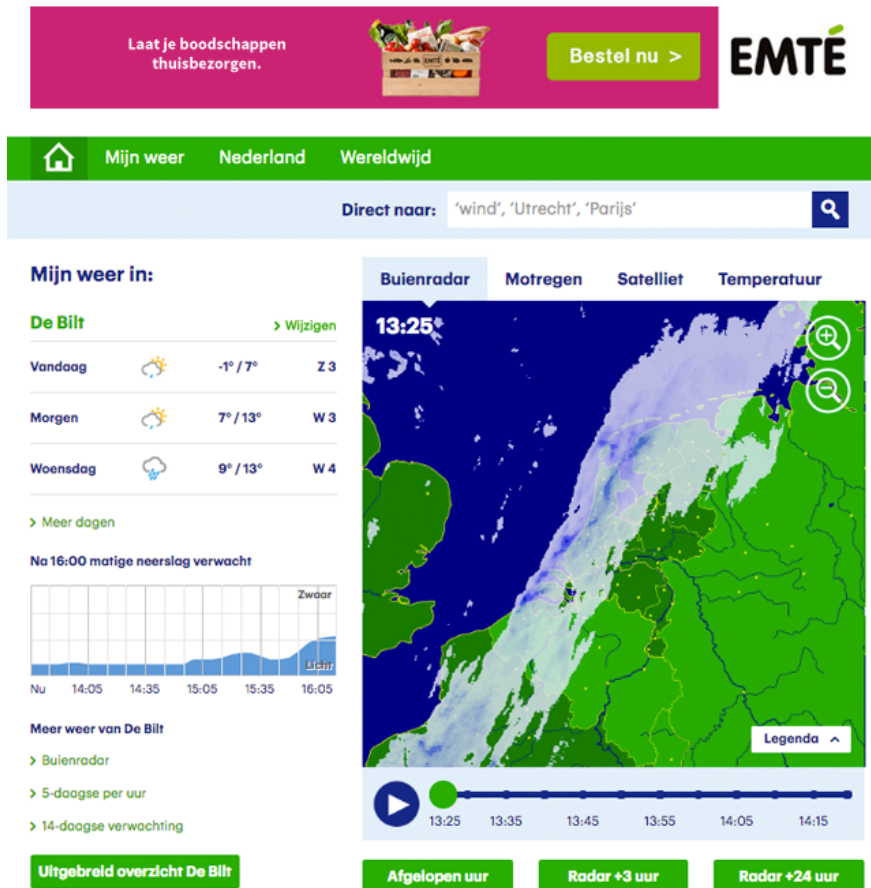 Laat je boodschappen
thuisbezorgen.
EMTÉ
Bestel nu >
EMTÉ
Mijn weer
Nederland
Wereldwijd
Direct naar: 'wind', 'Utrecht', 'Parijs'
Mijn weer in:
De Bilt
> Wijzigen
Vandaag -1° / 7° Z 3
Morgen 7° / 13° W 3
Woensdag 9° / 13° W 4
> Meer dagen
Na 16:00 matige neerslag verwacht
Zwaar
Licht
Nu 14:05 14:35 15:05 15:35 16:05
Meer weer van De Bilt
> Buienradar
> 5-daagse per uur
> 14-daagse verwachting
Uitgebreid overzicht De Bilt
Buienradar Motregen Satelliet Temperatuur
13:25
Legenda
13:25 13:35 13:45 13:55 14:05 14:15
Afgelopen uur
Radar +3 uur
Radar +24 uur